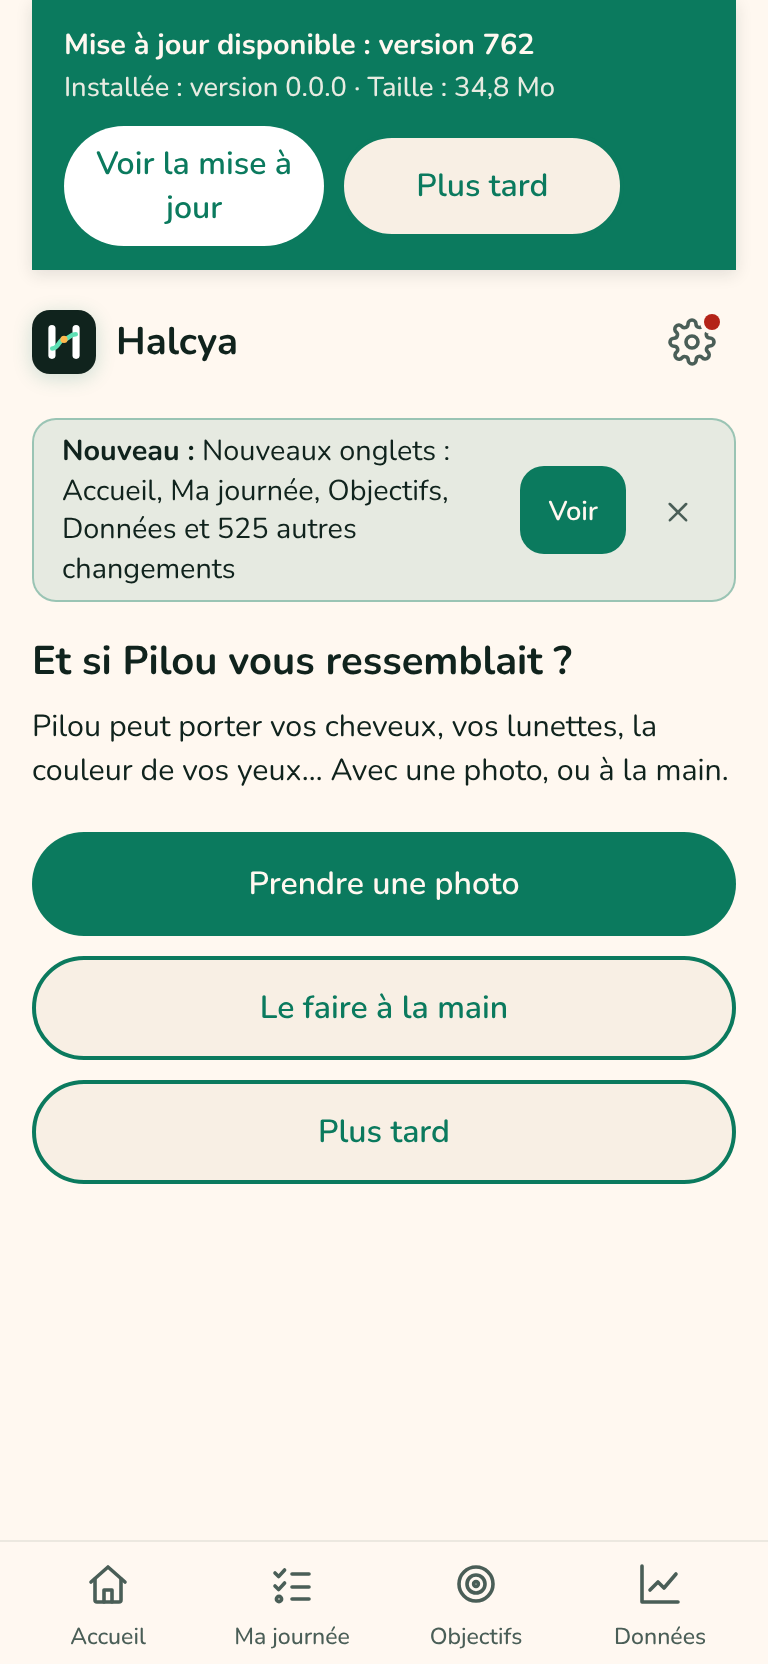 Mise à jour disponible : version 762
Installée : version 0.0.0 · Taille : 34,8 Mo
Voir la mise à
jour
Plus tard
Halcya
Nouveau : Nouveaux onglets :
Accueil, Ma journée, Objectifs,
Données et 525 autres
changements
Voir
Et si Pilou vous ressemblait ?
Pilou peut porter vos cheveux, vos lunettes, la
couleur de vos yeux... Avec une photo, ou à la main.
Prendre une photo
Le faire à la main
Plus tard
Accueil
Ma journée
Objectifs
Données